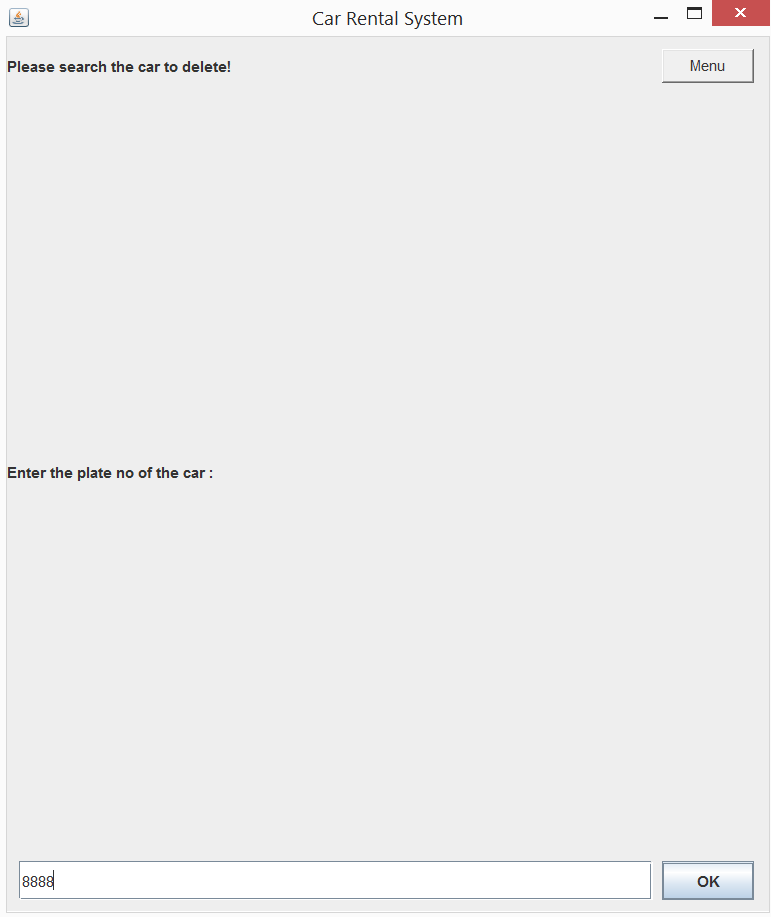 Car Rental System
Please search the car to delete!
Menu
Enter the plate no of the car :
8888
OK